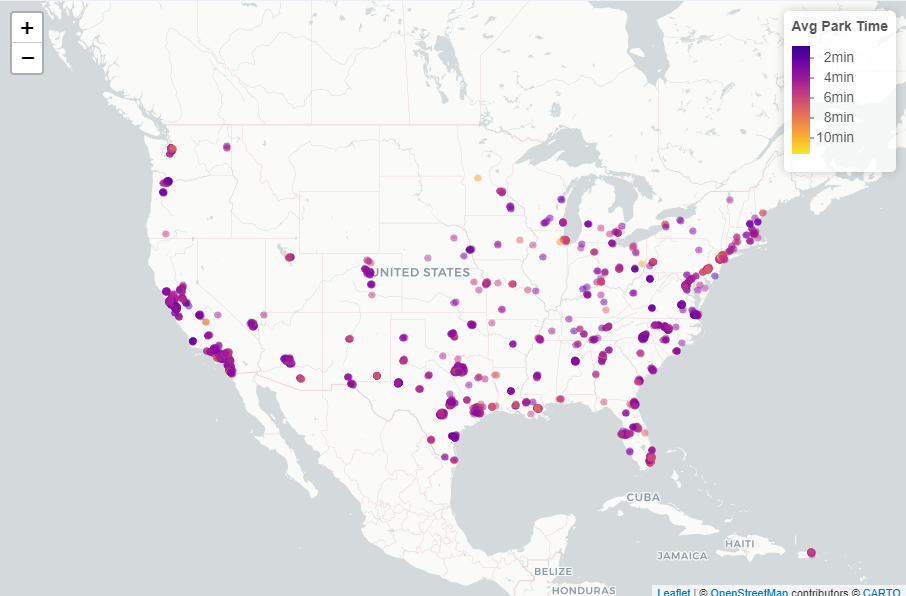 +
−
Avg Park Time
2min
4min
6min
8min
10min
UNITED STATES
CUBA
HAITI
JAMAICA
BELIZE
HONDURAS
Leaflet | © OpenStreetMap contributors © CARTO